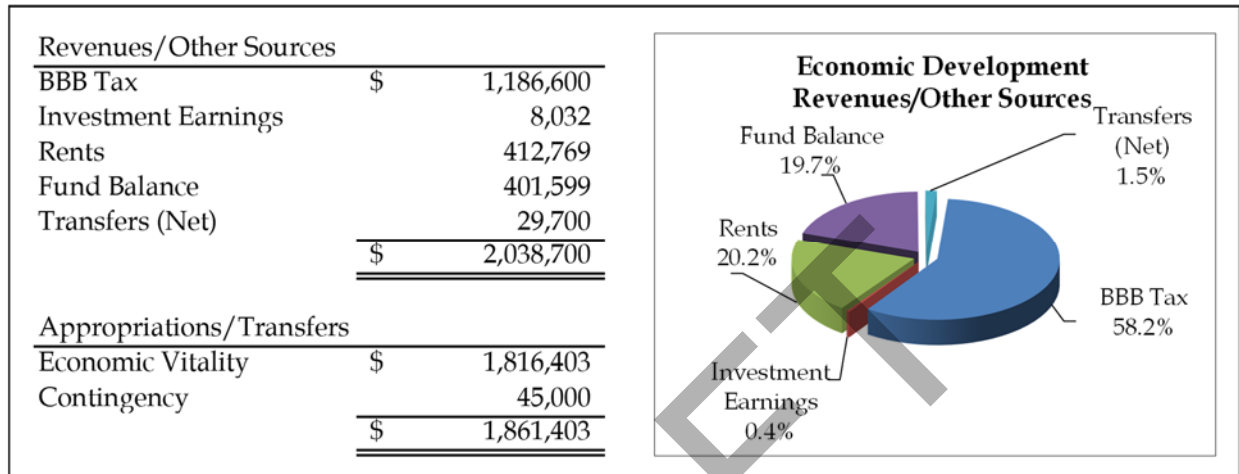 Revenues/Other Sources
BBB Tax $ 1,186,600
Investment Earnings 8,032
Rents 412,769
Fund Balance 401,599
Transfers (Net) 29,700
$ 2,038,700
Appropriations/Transfers
Economic Vitality $ 1,816,403
Contingency 45,000
$ 1,861,403
Economic Development
Revenues/Other Sources
Transfers
(Net)
1.5%
Fund Balance
19.7%
Rents
20.2%
BBB Tax
58.2%
Investment
Earnings
0.4%